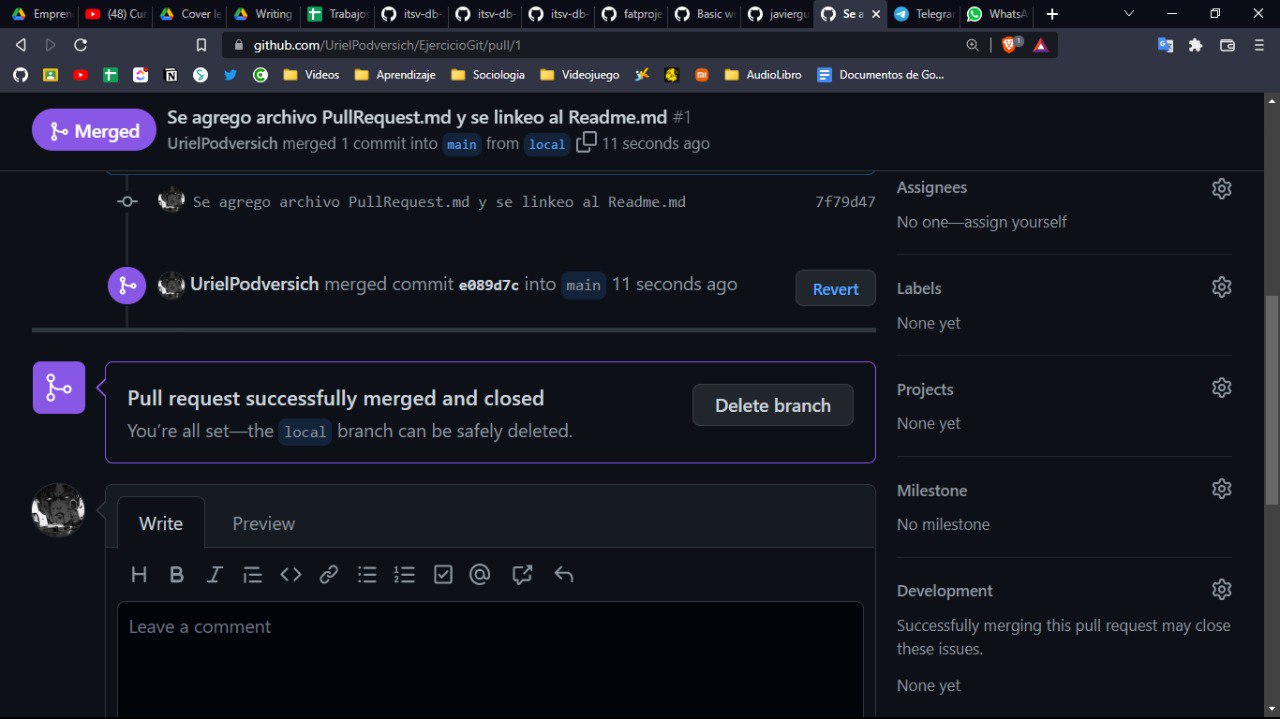 Empren
(48) Cur
Cover le
Writing
Trabajos
itsv-db-
itsv-db-
itsv-db-
fatproje
Basic wr
javiergu
Se a
Telegram
WhatsA
github.com/UrielPodversich/EjercicioGit/pull/1
Videos
Aprendizaje
sociologia
Videojuego
AudioLibro
Documentos de Go...
Merged
Se agrego archivo PullRequest.md y se linkeo al Readme.md #1
UrielPodversich merged 1 commit into main from local 11 seconds ago
Se agrego archivo PullRequest.md y se linkeo al Readme.md 7f79d47
UrielPodversich merged commit e089d7c into main 11 seconds ago
Revert
Pull request successfully merged and closed
You're all set—the local branch can be safely deleted.
Delete branch
Write
Preview
Leave a comment
Assignees
No one—assign yourself
Labels
None yet
Projects
None yet
Milestone
No milestone
Development
Successfully merging this pull request may close
these issues.
None yet